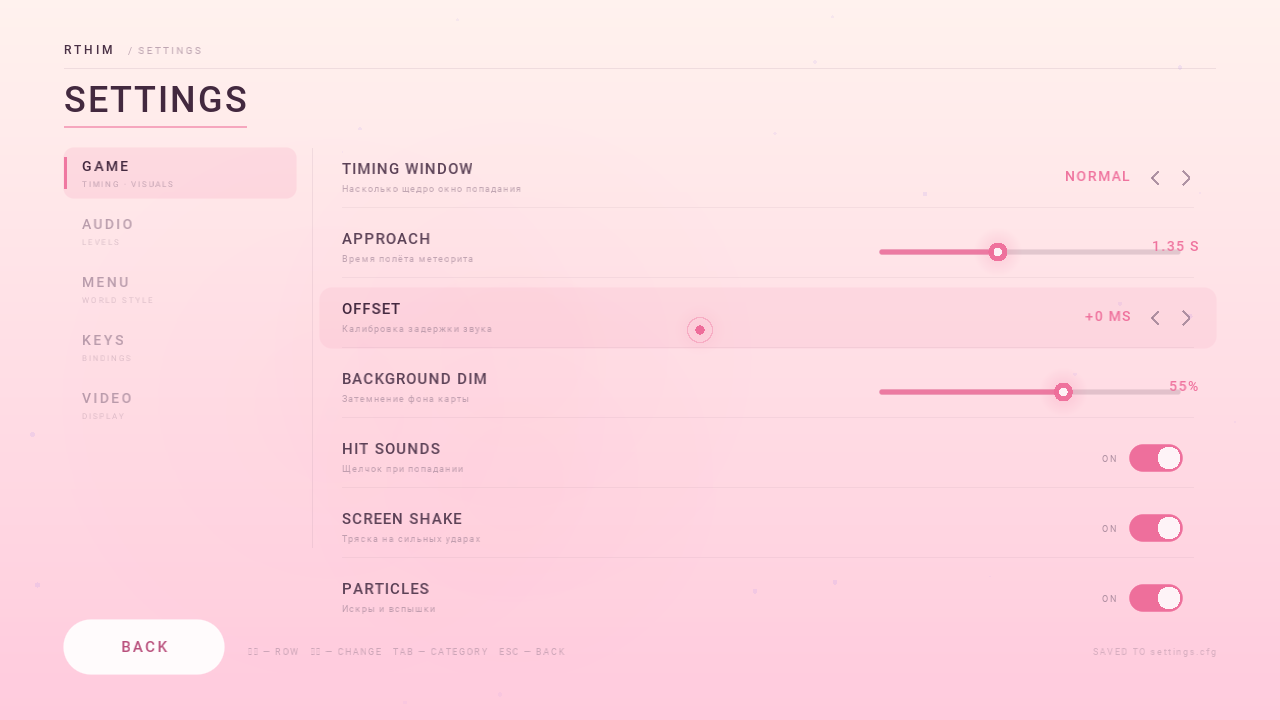 RTHIM / SETTINGS
SETTINGS
GAME
TIMING · VISUALS
AUDIO
LEVELS
MENU
WORLD STYLE
KEYS
BINDINGS
VIDEO
DISPLAY
TIMING WINDOW
Насколько щедро окно попадания
NORMAL
APPROACH
Время полёта метеорита
1.35 S
OFFSET
Калибровка задержки звука
+0 MS
BACKGROUND DIM
Затемнение фона карты
55%
HIT SOUNDS
Щелчок при попадании
ON
SCREEN SHAKE
Тряска на сильных ударах
ON
PARTICLES
Искры и вспышки
ON
BACK
— ROW — CHANGE TAB — CATEGORY ESC — BACK
SAVED TO settings.cfg